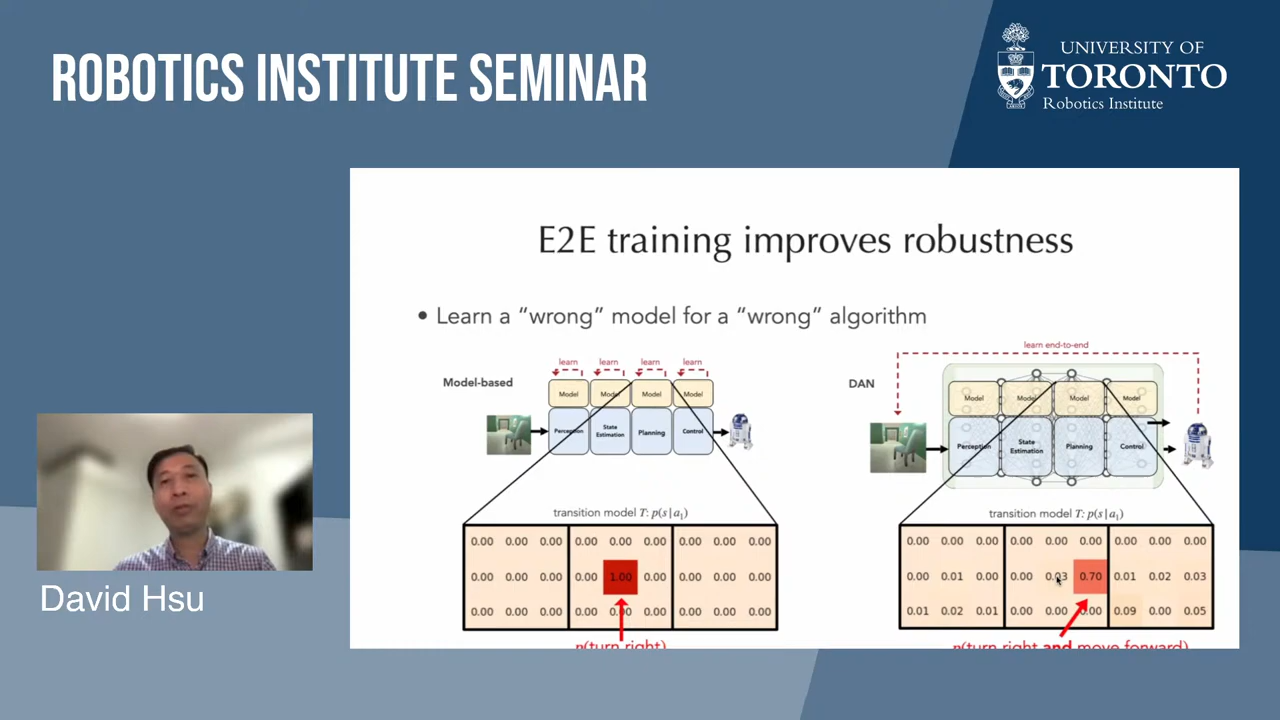 ROBOTICS INSTITUTE SEMINAR
UNIVERSITY OF
TORONTO
Robotics Institute
E2E training improves robustness
• Learn a “wrong” model for a “wrong” algorithm
Model-based
learn learn learn learn
Model Model Model Model
Perception State Estimation Planning Control
transition model T: p(s|a₁)
0.00 0.00 0.00 0.00 0.00 0.00 0.00 0.00 0.00
0.00 0.00 0.00 0.00 1.00 0.00 0.00 0.00 0.00
0.00 0.00 0.00 0.00 0.00 0.00 0.00 0.00 0.00
p(turn right)
learn end-to-end
DAN
Model Model Model Model
Perception State Estimation Planning Control
transition model T: p(s|a₁)
0.00 0.00 0.00 0.00 0.00 0.00 0.00 0.00 0.00
0.00 0.01 0.00 0.00 0.03 0.70 0.01 0.02 0.03
0.01 0.02 0.01 0.00 0.00 0.00 0.09 0.00 0.05
p(turn right and move forward)
David Hsu